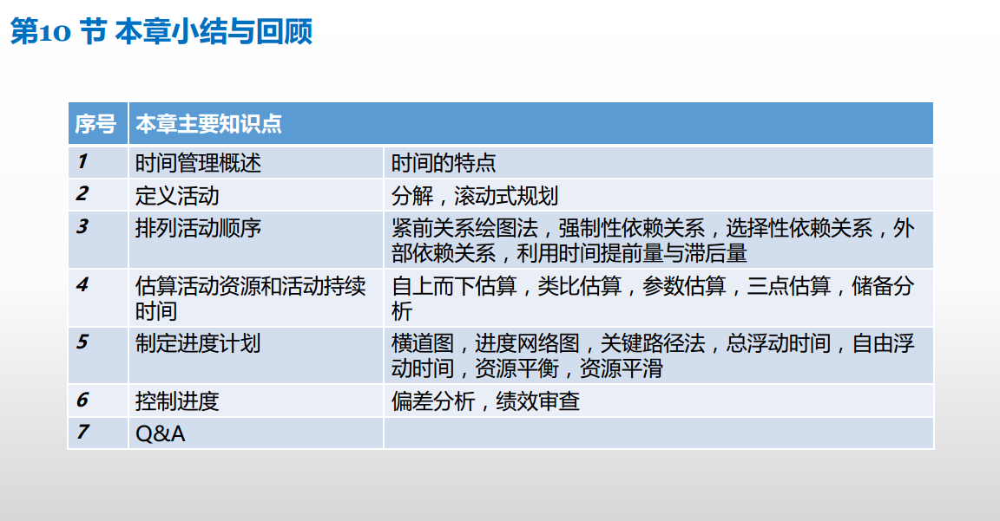 第10 节 本章小结与回顾
序号 本章主要知识点
1 时间管理概述 时间的特点
2 定义活动 分解，滚动式规划
3 排列活动顺序 紧前关系绘图法，强制性依赖关系，选择性依赖关系，外
部依赖关系，利用时间提前量与滞后量
4 估算活动资源和活动持续 自上而下估算，类比估算，参数估算，三点估算，储备分
时间 析
5 制定进度计划 横道图，进度网络图，关键路径法，总浮动时间，自由浮
动时间，资源平衡，资源平滑
6 控制进度 偏差分析，绩效审查
7 Q&A